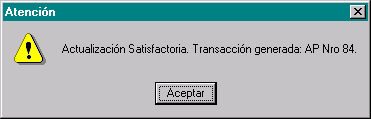 Atención
Actualización Satisfactoria. Transacción generada: AP Nro 84.
Aceptar